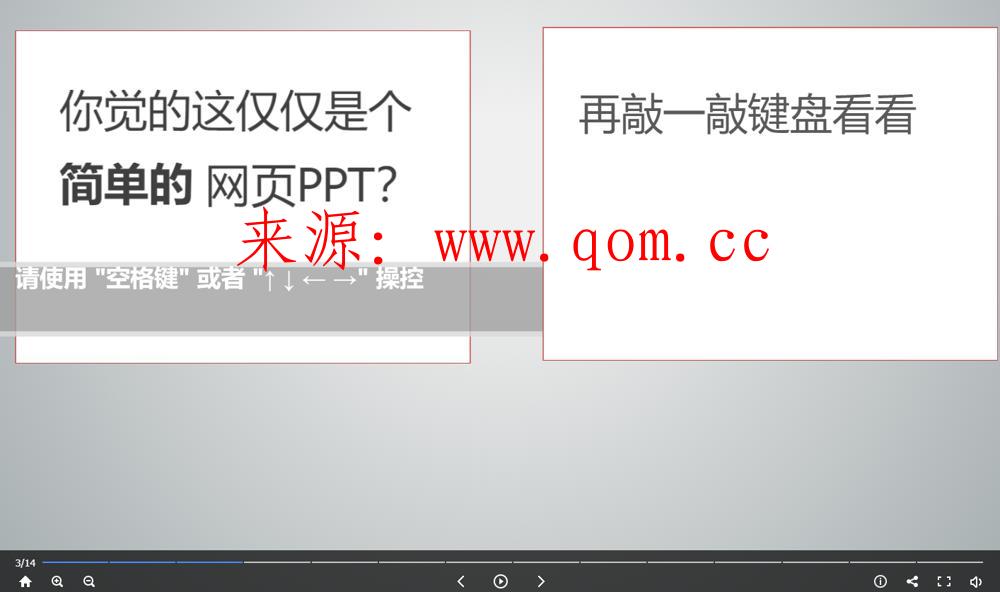 你觉的这仅仅是个
简单的 网页PPT?
再敲一敲键盘看看
来源: www.qom.cc
请使用 "空格键" 或者 "↑↓←→" 操控
3/14